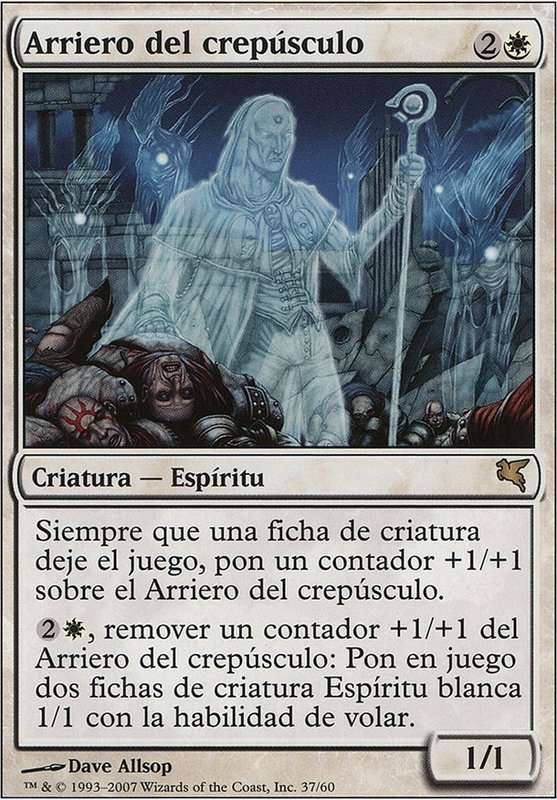 Arriero del crepúsculo 2
Criatura — Espíritu
Siempre que una ficha de criatura
deje el juego, pon un contador +1/+1
sobre el Arriero del crepúsculo.
2, remover un contador +1/+1 del
Arriero del crepúsculo: Pon en juego
dos fichas de criatura Espíritu blanca
1/1 con la habilidad de volar.
1/1
Dave Allsop
™ & © 1993–2007 Wizards of the Coast, Inc. 37/60